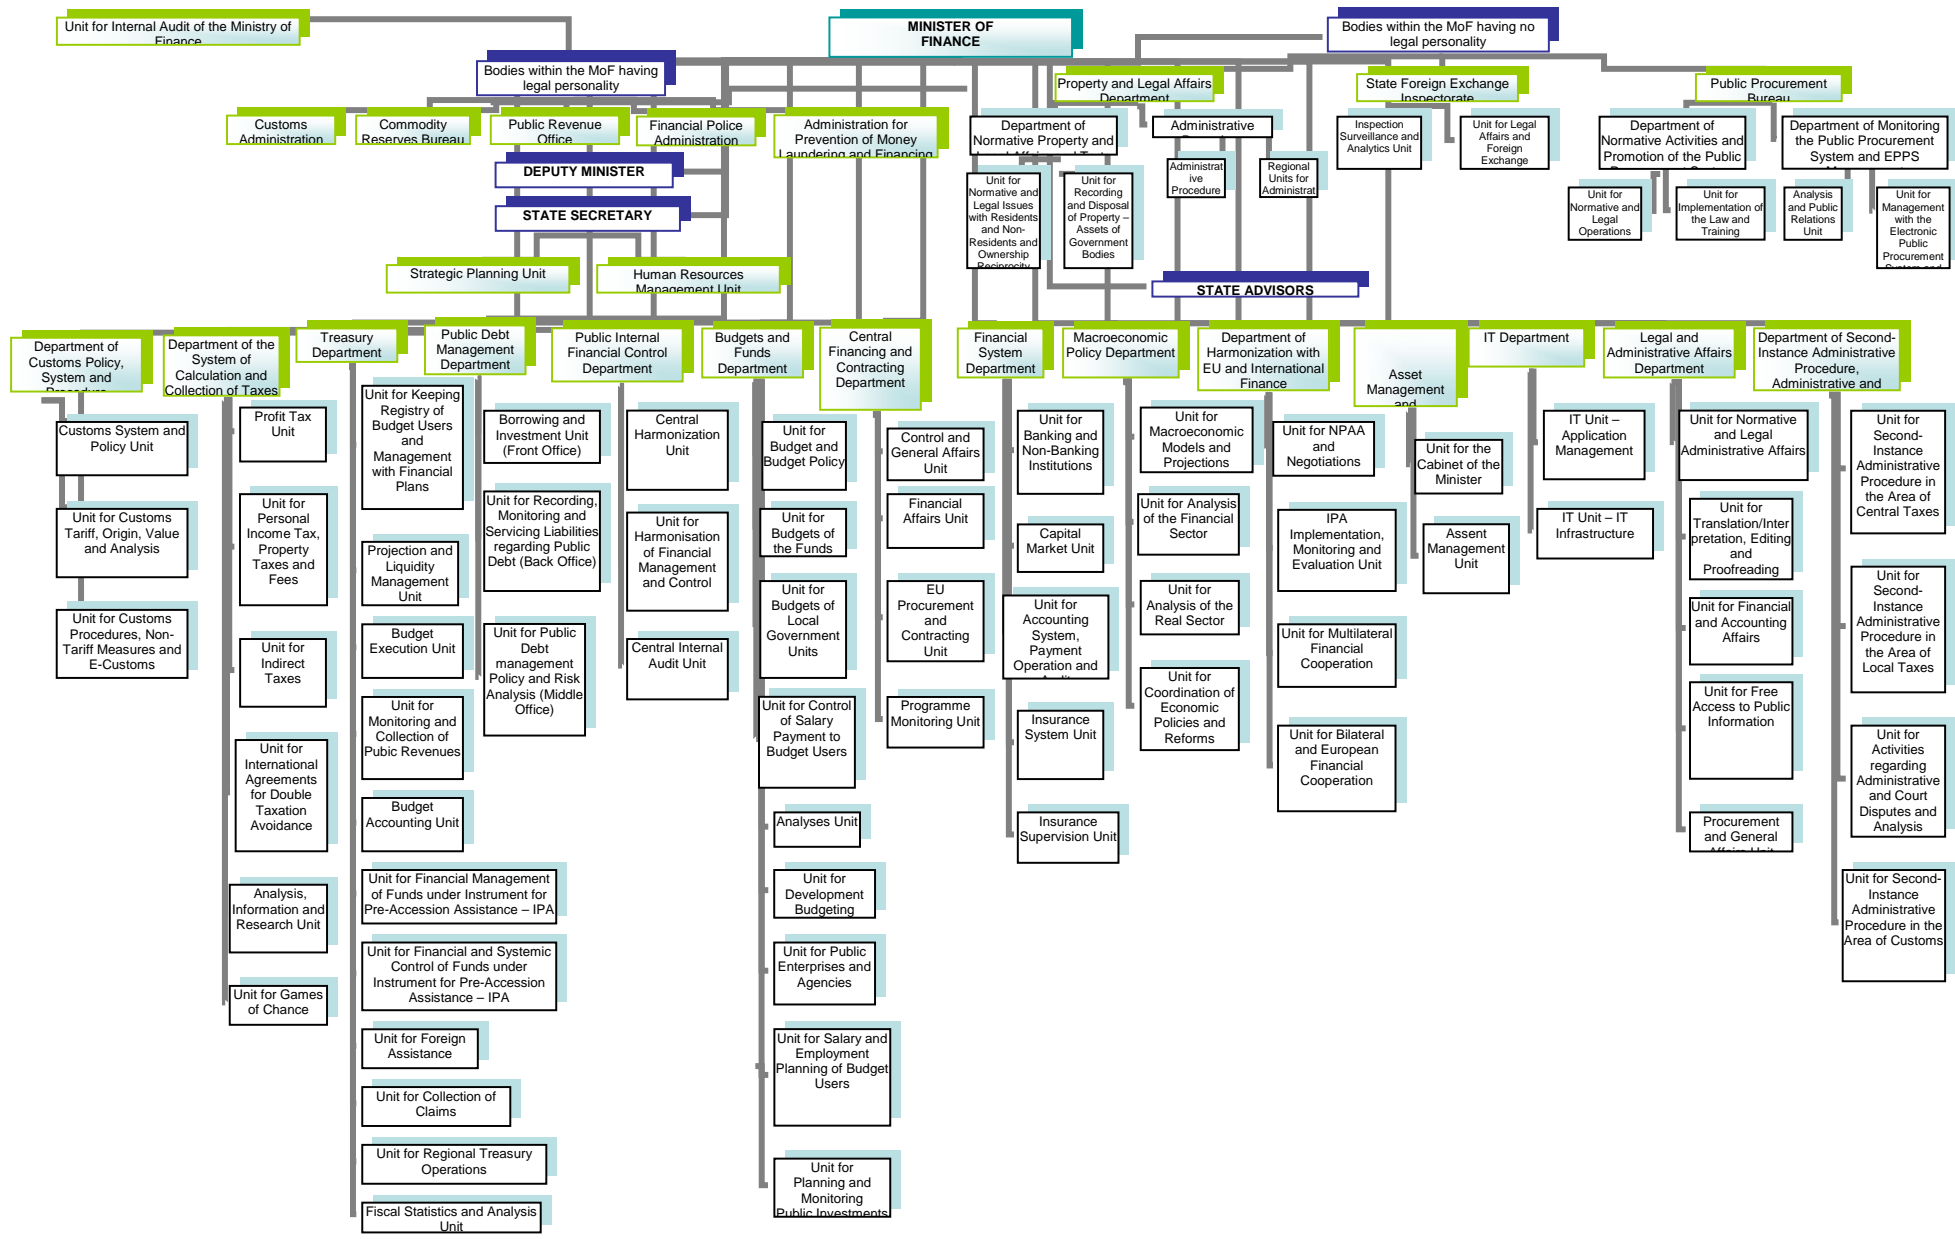 Unit for Internal Audit of the Ministry of
Finance
MINISTER OF
FINANCE
Bodies within the MoF having no
legal personality
Bodies within the MoF having
legal personality
Property and Legal Affairs
Department
State Foreign Exchange
Inspectorate
Public Procurement
Bureau
Customs
Administration
Commodity
Reserves Bureau
Public Revenue
Office
Financial Police
Administration
Administration for
Prevention of Money
Laundering and Financing
Department of
Normative Property and
Administrative
Inspection
Surveillance and
Analytics Unit
Unit for Legal
Affairs and
Foreign
Exchange
Department of
Normative Activities and
Promotion of the Public
Department of Monitoring
the Public Procurement
System and EPPS
DEPUTY MINISTER
STATE SECRETARY
Unit for
Normative and
Legal Issues
with Residents
and Non-
Residents and
Ownership
Reciprocity
Unit for
Recording
and Disposal
of Property –
Assets of
Government
Bodies
Administrat
ive
Procedure
Regional
Units for
Administrat
Unit for
Normative and
Legal
Operations
Unit for
Implementation of
the Law and
Training
Analysis
and Public
Relations
Unit
Unit for
Management
with the
Electronic
Public
Procurement
System and
Strategic Planning Unit
Human Resources
Management Unit
STATE ADVISORS
Department of
Customs Policy,
System and
Procedure
Department of the
System of
Calculation and
Collection of Taxes
Treasury
Department
Public Debt
Management
Department
Public Internal
Financial Control
Department
Budgets and
Funds
Department
Central
Financing and
Contracting
Department
Financial
System
Department
Macroeconomic
Policy Department
Department of
Harmonization with
EU and International
Finance
Asset
Management
and
IT Department
Legal and
Administrative Affairs
Department
Department of Second-
Instance Administrative
Procedure,
Administrative and
Customs System and
Policy Unit
Unit for Customs
Tariff, Origin, Value
and Analysis
Unit for Customs
Procedures, Non-
Tariff Measures and
E-Customs
Profit Tax
Unit
Unit for
Personal
Income Tax,
Property
Taxes and
Fees
Unit for
Indirect
Taxes
Unit for
International
Agreements
for Double
Taxation
Avoidance
Analysis,
Information and
Research Unit
Unit for Games
of Chance
Unit for Keeping
Registry of
Budget Users
and
Management
with Financial
Plans
Projection and
Liquidity
Management
Unit
Budget
Execution Unit
Unit for
Monitoring and
Collection of
Pubic Revenues
Budget
Accounting Unit
Unit for Financial Management
of Funds under Instrument for
Pre-Accession Assistance – IPA
Unit for Financial and Systemic
Control of Funds under
Instrument for Pre-Accession
Assistance – IPA
Unit for Foreign
Assistance
Unit for Collection of
Claims
Unit for Regional Treasury
Operations
Fiscal Statistics and Analysis
Unit
Borrowing and
Investment Unit
(Front Office)
Unit for Recording,
Monitoring and
Servicing Liabilities
regarding Public
Debt (Back Office)
Unit for Public
Debt
management
Policy and Risk
Analysis (Middle
Office)
Central
Harmonization
Unit
Unit for
Harmonisation
of Financial
Management
and Control
Central Internal
Audit Unit
Unit for
Budget and
Budget Policy
Unit for
Budgets of
the Funds
Unit for
Budgets of
Local
Government
Units
Unit for Control
of Salary
Payment to
Budget Users
Analyses Unit
Unit for
Development
Budgeting
Unit for Public
Enterprises and
Agencies
Unit for Salary and
Employment
Planning of Budget
Users
Unit for
Planning and
Monitoring
Public Investments
Control and
General Affairs
Unit
Financial
Affairs Unit
EU
Procurement
and
Contracting
Unit
Programme
Monitoring Unit
Unit for
Banking and
Non-Banking
Institutions
Capital
Market Unit
Unit for
Accounting
System,
Payment
Operation and
Audit
Insurance
System Unit
Insurance
Supervision Unit
Unit for
Macroeconomic
Models and
Projections
Unit for Analysis
of the Financial
Sector
Unit for
Analysis of the
Real Sector
Unit for
Coordination of
Economic
Policies and
Reforms
Unit for NPAA
and
Negotiations
IPA
Implementation,
Monitoring and
Evaluation Unit
Unit for Multilateral
Financial
Cooperation
Unit for Bilateral
and European
Financial
Cooperation
Unit for the
Cabinet of the
Minister
Assent
Management
Unit
IT Unit –
Application
Management
IT Unit – IT
Infrastructure
Unit for Normative
and Legal
Administrative Affairs
Unit for
Translation/Inter
pretation, Editing
and
Proofreading
Unit for Financial
and Accounting
Affairs
Unit for Free
Access to Public
Information
Procurement
and General
Affairs Unit
Unit for
Second-
Instance
Administrative
Procedure in
the Area of
Central Taxes
Unit for
Second-
Instance
Administrative
Procedure in
the Area of
Local Taxes
Unit for
Activities
regarding
Administrative
and Court
Disputes and
Analysis
Unit for Second-
Instance
Administrative
Procedure in the
Area of Customs